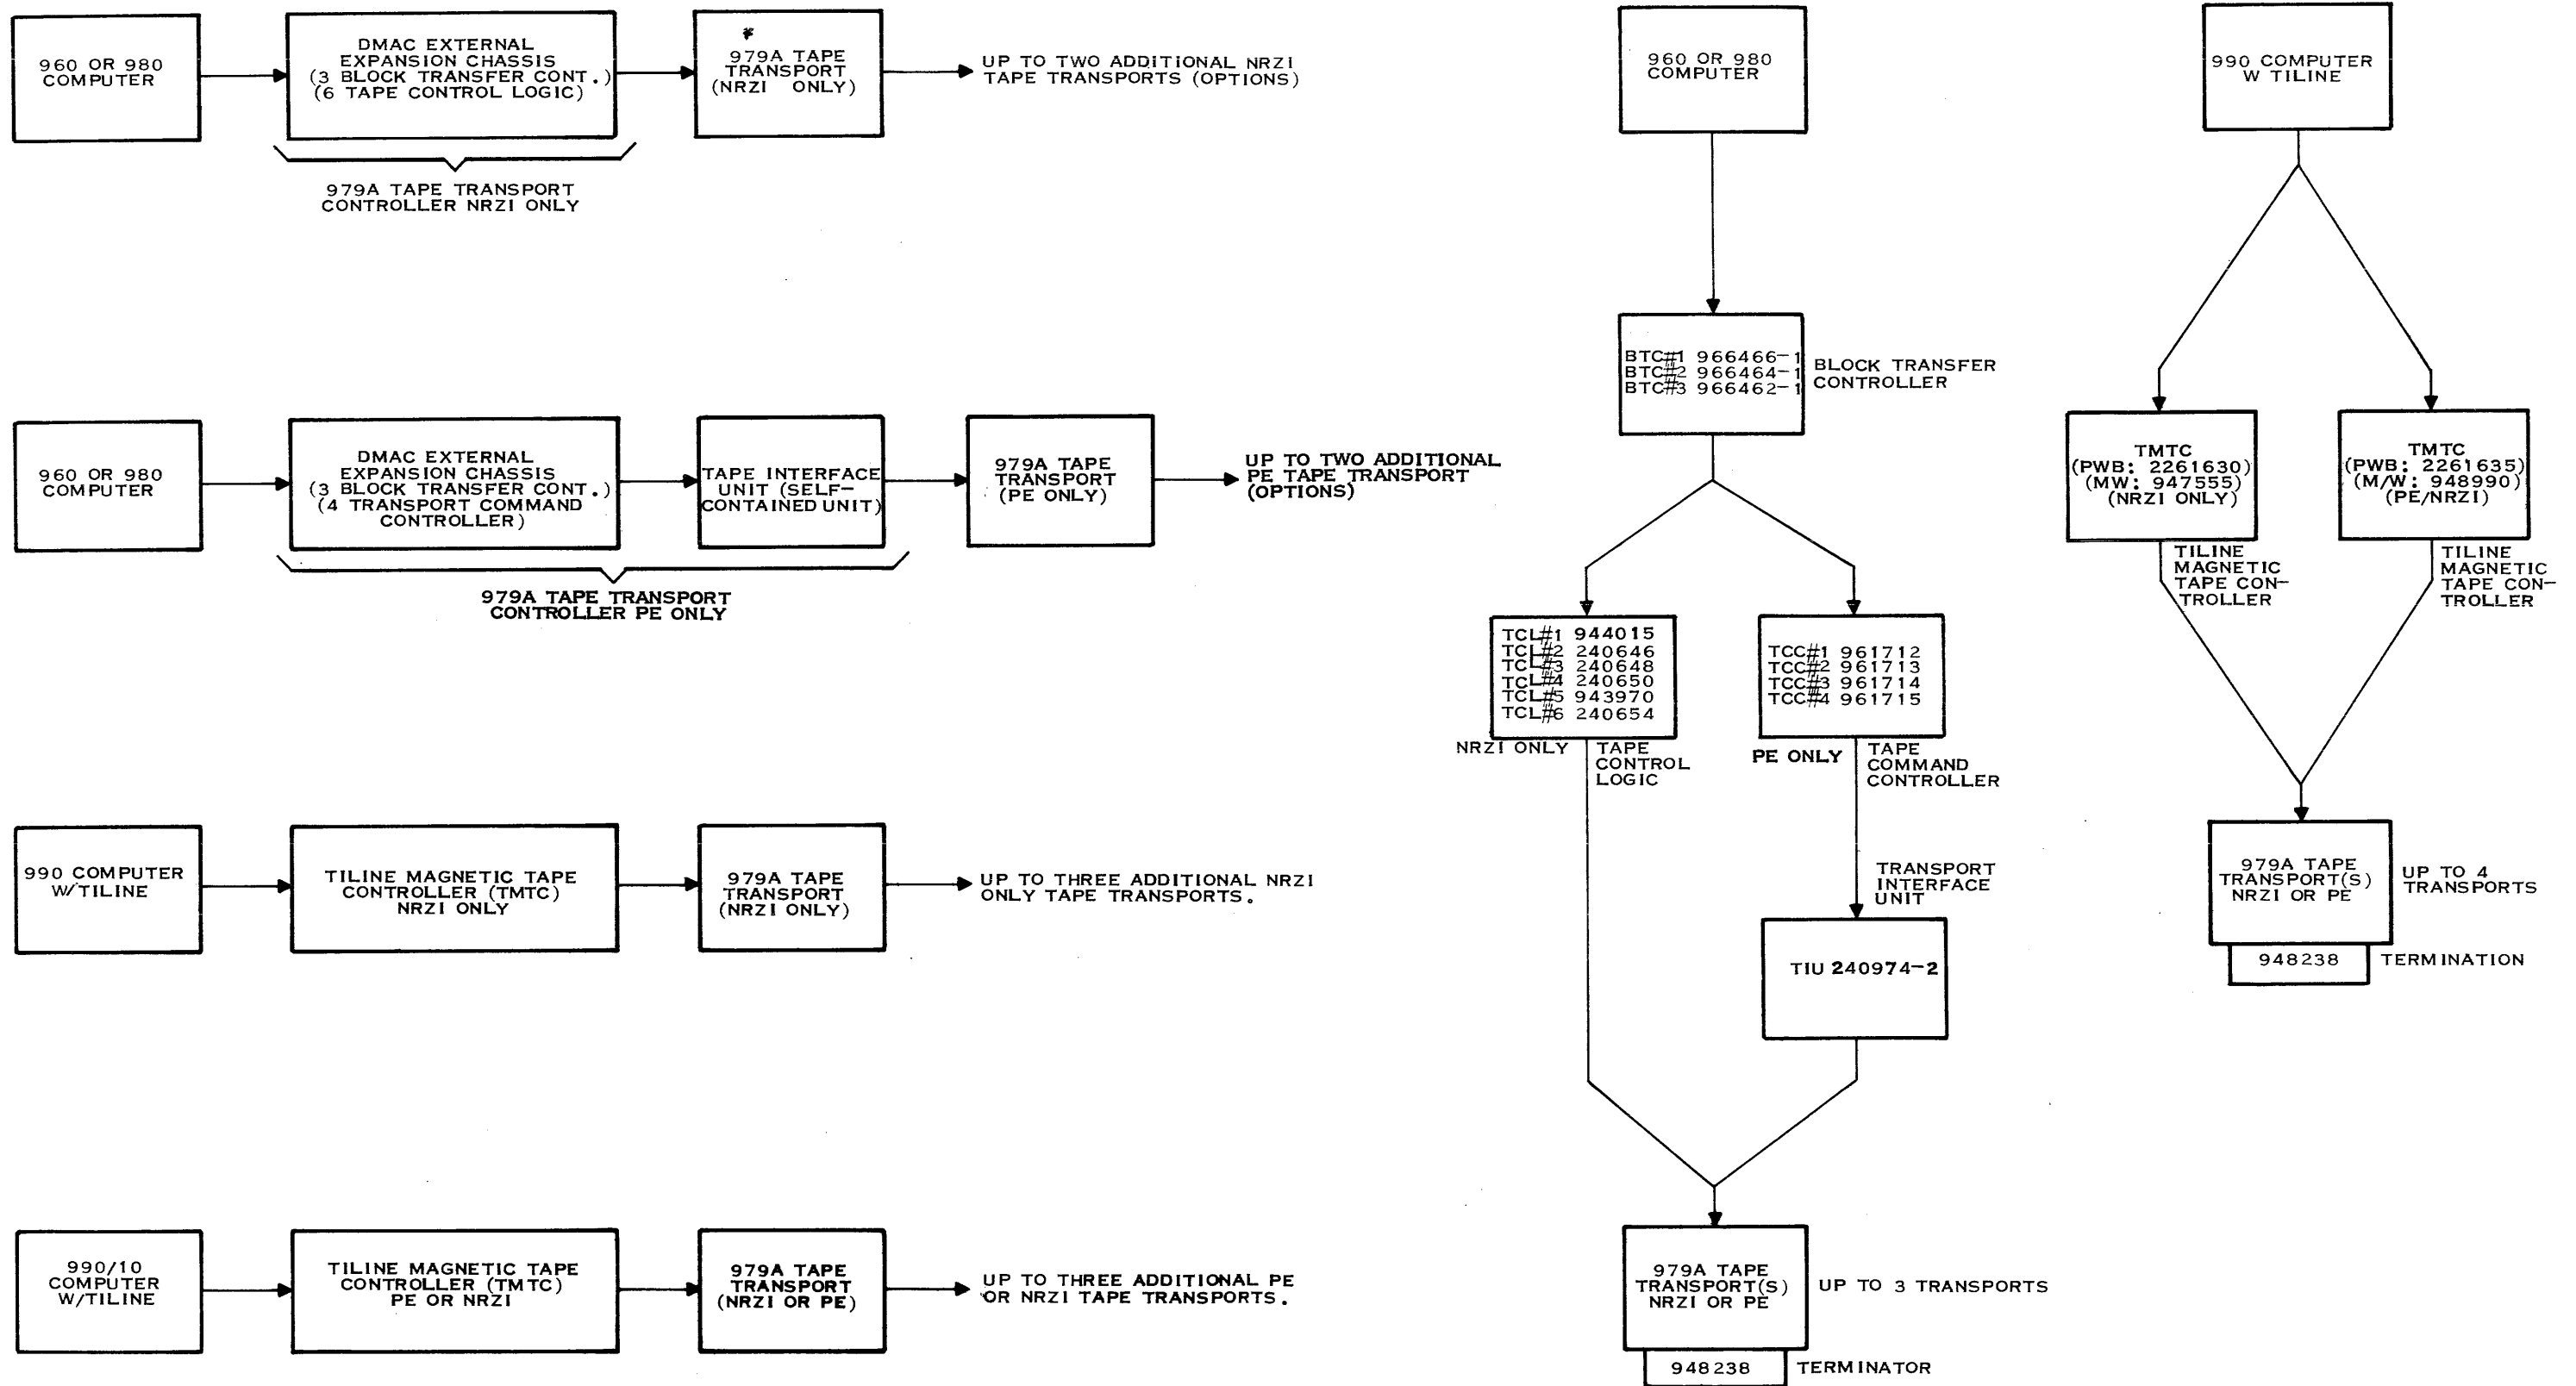 960 OR 980
COMPUTER
DMAC EXTERNAL
EXPANSION CHASSIS
(3 BLOCK TRANSFER CONT.)
(6 TAPE CONTROL LOGIC)
979A TAPE
TRANSPORT
(NRZI ONLY)
UP TO TWO ADDITIONAL NRZI
TAPE TRANSPORTS (OPTIONS)
979A TAPE TRANSPORT
CONTROLLER NRZI ONLY
960 OR 980
COMPUTER
DMAC EXTERNAL
EXPANSION CHASSIS
(3 BLOCK TRANSFER CONT.)
(4 TRANSPORT COMMAND
CONTROLLER)
TAPE INTERFACE
UNIT (SELF-
CONTAINED UNIT)
979A TAPE
TRANSPORT
(PE ONLY)
UP TO TWO ADDITIONAL
PE TAPE TRANSPORT
(OPTIONS)
979A TAPE TRANSPORT
CONTROLLER PE ONLY
990 COMPUTER
W/TILINE
TILINE MAGNETIC TAPE
CONTROLLER (TMTC)
NRZI ONLY
979A TAPE
TRANSPORT
(NRZI ONLY)
UP TO THREE ADDITIONAL NRZI
ONLY TAPE TRANSPORTS.
990/10
COMPUTER
W/TILINE
TILINE MAGNETIC TAPE
CONTROLLER (TMTC)
PE OR NRZI
979A TAPE
TRANSPORT
(NRZI OR PE)
UP TO THREE ADDITIONAL PE
OR NRZI TAPE TRANSPORTS.
960 OR 980
COMPUTER
BTC#1 966466-1
BTC#2 966464-1
BTC#3 966462-1
BLOCK TRANSFER
CONTROLLER
TCL#1 944015
TCL#2 240646
TCL#3 240648
TCL#4 240650
TCL#5 943970
TCL#6 240654
NRZI ONLY
TAPE
CONTROL
LOGIC
TCC#1 961712
TCC#2 961713
TCC#3 961714
TCC#4 961715
PE ONLY
TAPE
COMMAND
CONTROLLER
TRANSPORT
INTERFACE
UNIT
TIU 240974-2
979A TAPE
TRANSPORT(S)
NRZI OR PE
UP TO 3 TRANSPORTS
948238
TERMINATOR
990 COMPUTER
W TILINE
TMTC
(PWB: 2261630)
(MW: 947555)
(NRZI ONLY)
TILINE
MAGNETIC
TAPE CON-
TROLLER
TMTC
(PWB: 2261635)
(M/W: 948990)
(PE/NRZI)
TILINE
MAGNETIC
TAPE CON-
TROLLER
979A TAPE
TRANSPORT(S)
NRZI OR PE
UP TO 4
TRANSPORTS
948238
TERMINATION